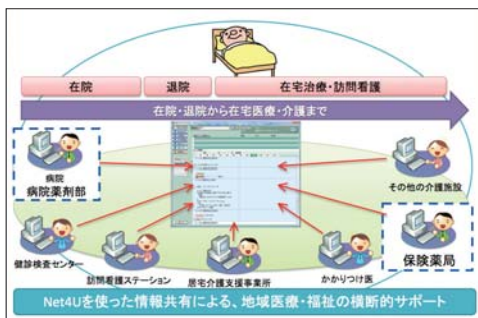 在院
退院
在宅治療・訪問看護
在院・退院から在宅医療・介護まで
病院
病院薬剤部
その他の介護施設
健診検査センター
訪問看護ステーション
居宅介護支援事業所
かかりつけ医
保険薬局
Net4Uを使った情報共有による、地域医療・福祉の横断的サポート